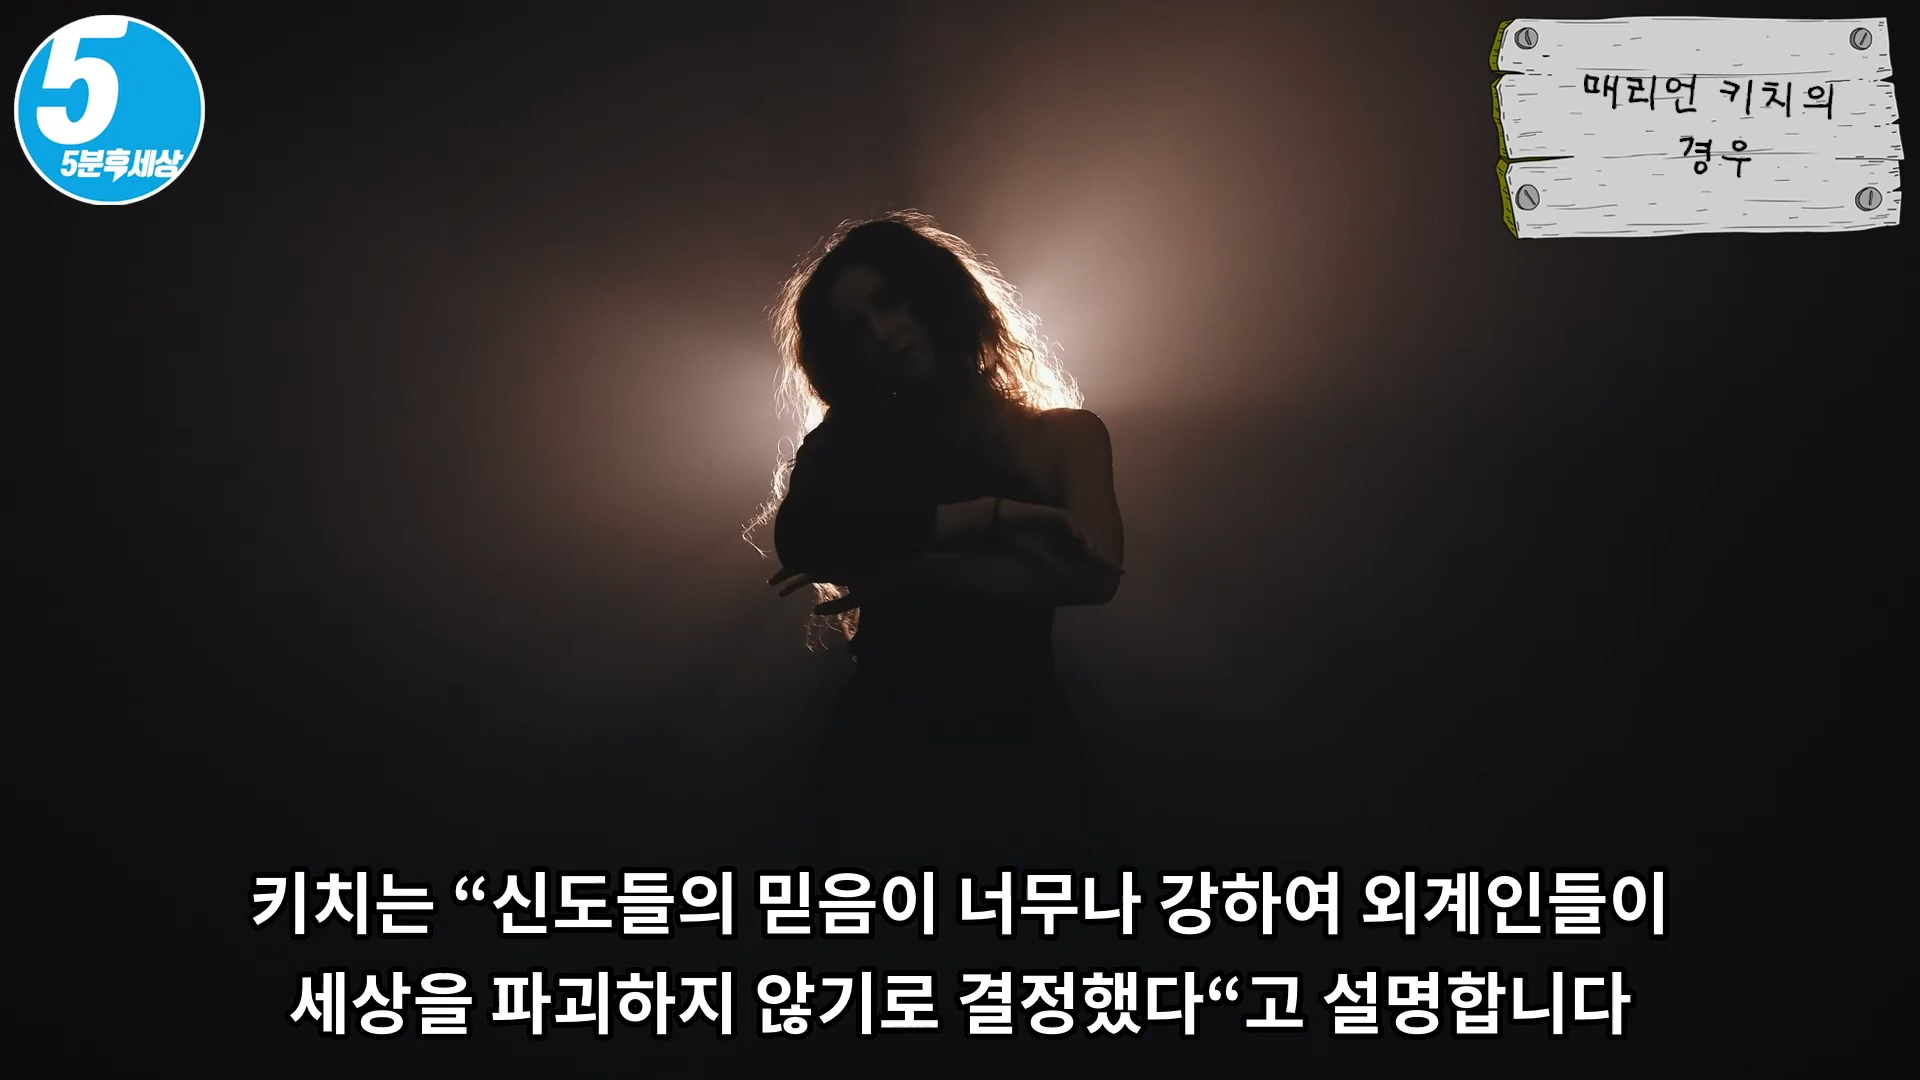 5
5분후세상
매리언 키치의
경우
키치는 “신도들의 믿음이 너무나 강하여 외계인들이
세상을 파괴하지 않기로 결정했다“고 설명합니다